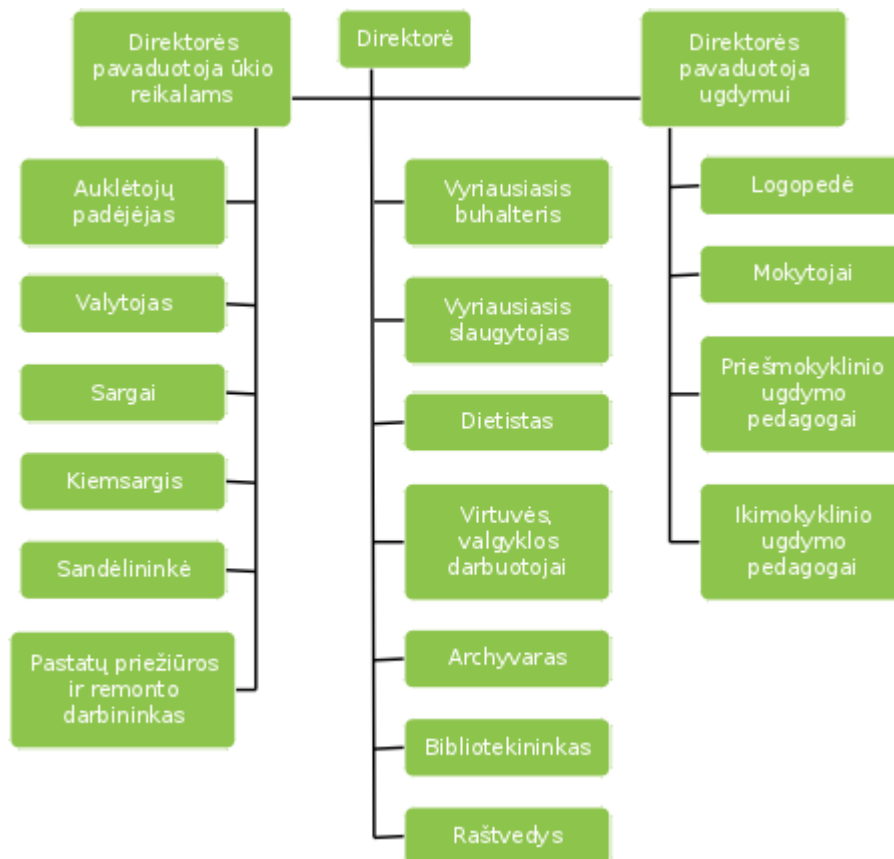 Direktorės
pavaduotoja ūkio
reikalams
Direktorė
Direktorės
pavaduotoja
ugdymui
Auklėtojų
padėjėjas
Valytojas
Sargai
Kiemsargis
Sandėlininkė
Pastatų priežiūros
ir remonto
darbininkas
Vyriausiasis
buhalteris
Vyriausiasis
slaugytojas
Dietistas
Virtuvės,
valgyklos
darbuotojai
Archyvaras
Bibliotekininkas
Raštvedys
Logopedė
Mokytojai
Priešmokyklinio
ugdymo
pedagogai
Ikimokyklinio
ugdymo
pedagogai